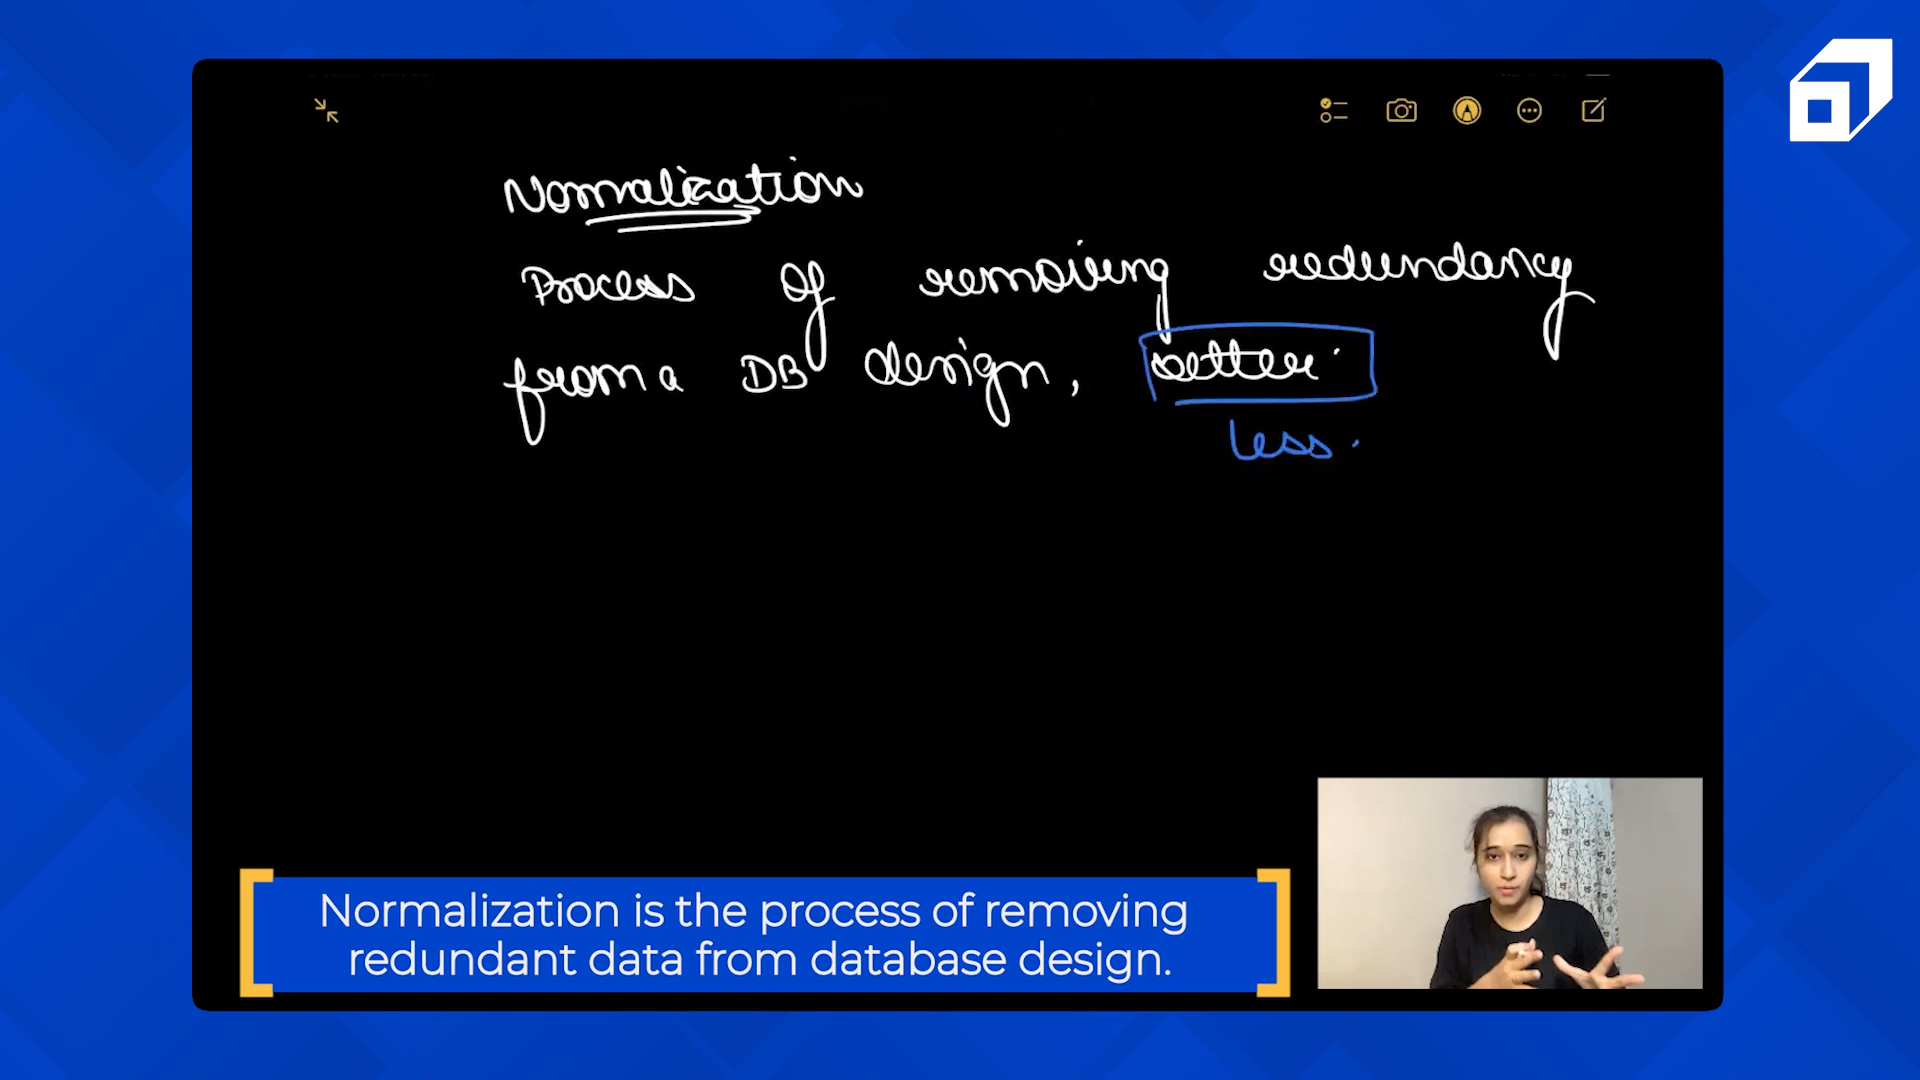 Normalization
Process of removing redundancy
from a DB design, better.
less.
Normalization is the process of removing
redundant data from database design.